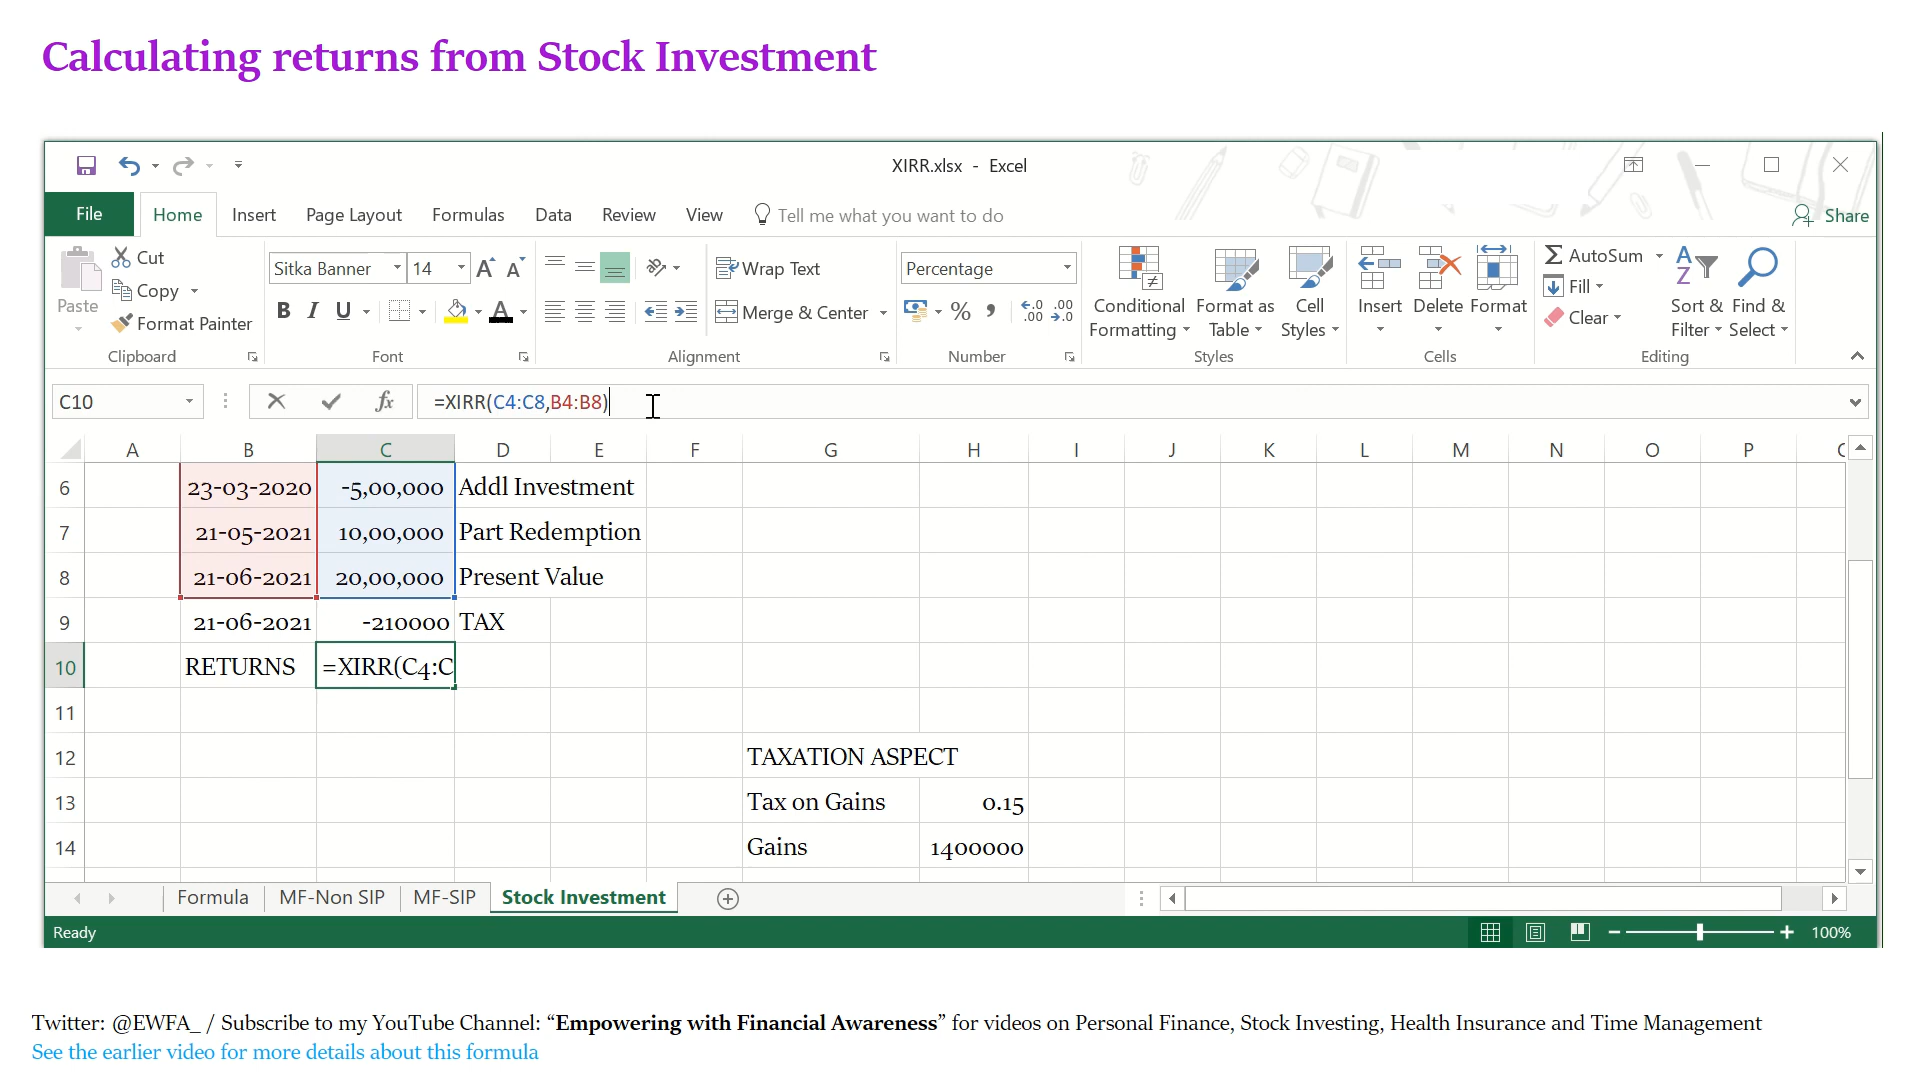 Calculating returns from Stock Investment
XIRR.xlsx - Excel
File Home Insert Page Layout Formulas Data Review View Tell me what you want to do Share
Paste
Cut
Copy
Format Painter
Clipboard
Sitka Banner 14
B I U
Font
Wrap Text
Merge & Center
Alignment
Percentage
Number
Conditional Formatting
Format as Table
Cell Styles
Styles
Insert Delete Format
Cells
AutoSum
Fill
Clear
Sort & Filter
Find & Select
Editing
C10 fx =XIRR(C4:C8,B4:B8)
A B C D E F G H I J K L M N O P
6 23-03-2020 -5,00,000 Addl Investment
7 21-05-2021 10,00,000 Part Redemption
8 21-06-2021 20,00,000 Present Value
9 21-06-2021 -210000 TAX
10 RETURNS =XIRR(C4:C
11
12 TAXATION ASPECT
13 Tax on Gains 0.15
14 Gains 1400000
Formula MF-Non SIP MF-SIP Stock Investment
Ready 100%
Twitter: @EWFA_ / Subscribe to my YouTube Channel: “Empowering with Financial Awareness” for videos on Personal Finance, Stock Investing, Health Insurance and Time Management
See the earlier video for more details about this formula